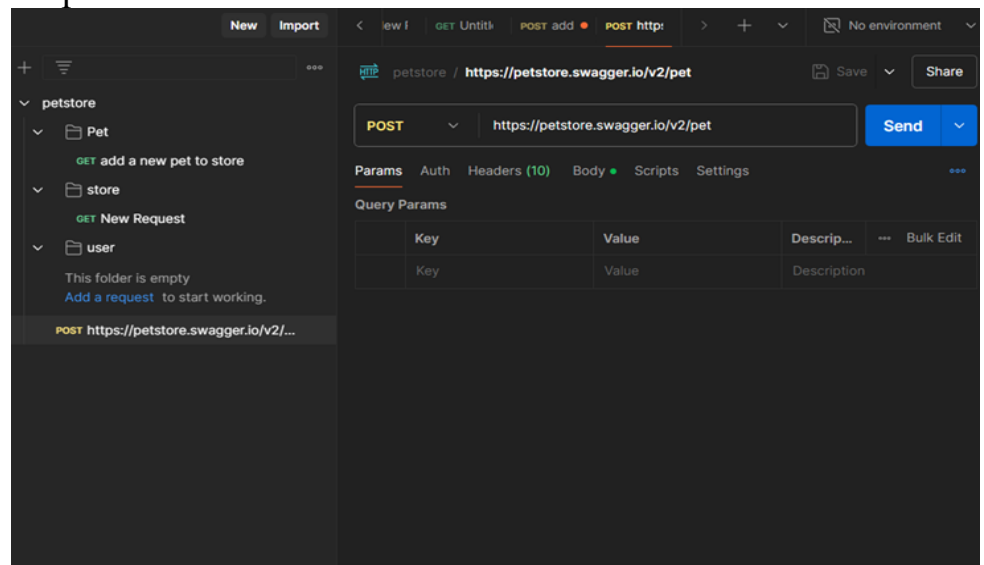 New Import
GET Untitl
POST add
POST http:
No environment
petstore / https://petstore.swagger.io/v2/pet
Save
Share
petstore
Pet
GET add a new pet to store
store
GET New Request
user
This folder is empty
Add a request to start working.
POST https://petstore.swagger.io/v2/...
POST https://petstore.swagger.io/v2/pet
Send
Params Auth Headers (10) Body Scripts Settings
Query Params
Key Value Descrip... Bulk Edit
Key Value Description